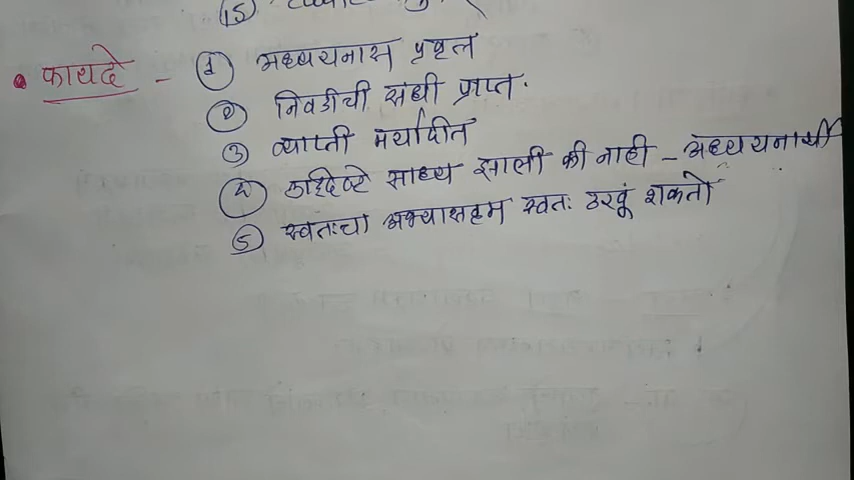 (15)
• फायदे - (1) अध्ययनास प्रवृत्त
(2) निवडीची संधी प्राप्त.
(3) व्याप्ती मर्यादीत
(4) उद्दिष्टे साध्य झाली की नाही - अध्ययनार्थी
(5) स्वतःचा अभ्यासक्रम स्वतः ठरवू शकतो